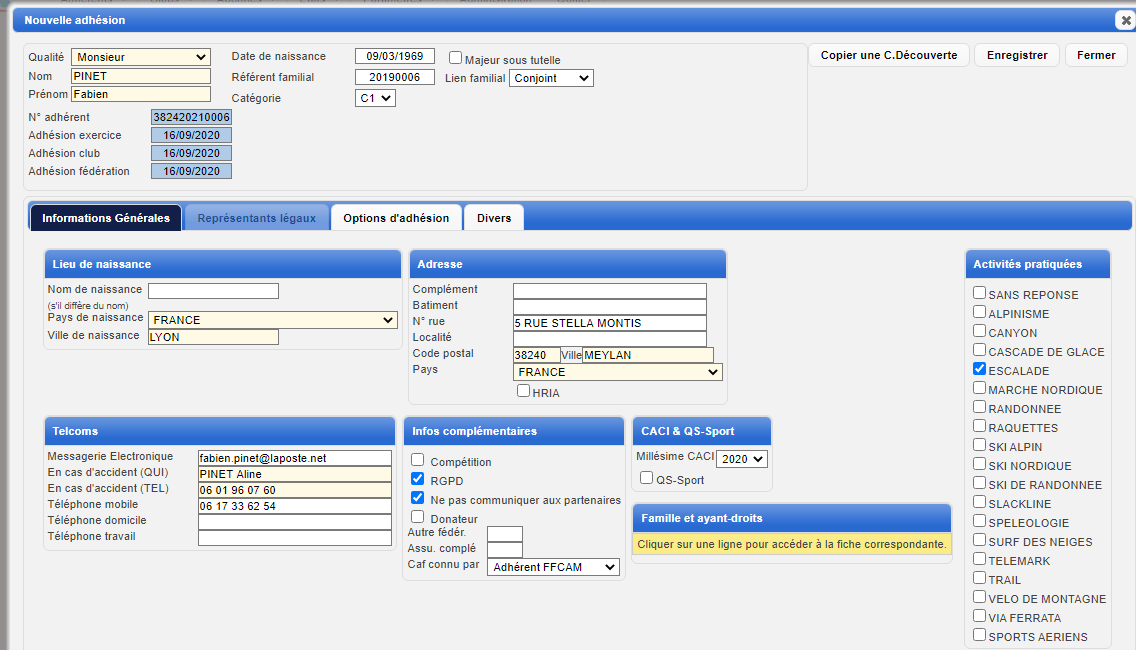 Nouvelle adhésion
Qualité Monsieur
Nom PINET
Prénom Fabien
Date de naissance 09/03/1969 Majeur sous tutelle
Référent familial 20190006 Lien familial Conjoint
Catégorie C1
Copier une C.Découverte Enregistrer Fermer
N° adhérent 382420210006
Adhésion exercice 16/09/2020
Adhésion club 16/09/2020
Adhésion fédération 16/09/2020
Informations Générales Représentants légaux Options d'adhésion Divers
Lieu de naissance
Nom de naissance
(s'il diffère du nom)
Pays de naissance FRANCE
Ville de naissance LYON
Adresse
Complément
Batiment
N° rue 5 RUE STELLA MONTIS
Localité
Code postal 38240 Ville MEYLAN
Pays FRANCE
HRIA
Activités pratiquées
SANS REPONSE
ALPINISME
CANYON
CASCADE DE GLACE
ESCALADE
MARCHE NORDIQUE
RANDONNEE
RAQUETTES
SKI ALPIN
SKI NORDIQUE
SKI DE RANDONNEE
SLACKLINE
SPELEOLOGIE
SURF DES NEIGES
TELEMARK
TRAIL
VELO DE MONTAGNE
VIA FERRATA
SPORTS AERIENS
Telcoms
Messagerie Electronique fabien.pinet@laposte.net
En cas d'accident (QUI) PINET Aline
En cas d'accident (TEL) 06 01 96 07 60
Téléphone mobile 06 17 33 62 54
Téléphone domicile
Téléphone travail
Infos complémentaires
Compétition
RGPD
Ne pas communiquer aux partenaires
Donateur
Autre fédér.
Assu. complé
Caf connu par Adhérent FFCAM
CACI & QS-Sport
Millésime CACI 2020
QS-Sport
Famille et ayant-droits
Cliquer sur une ligne pour accéder à la fiche correspondante.